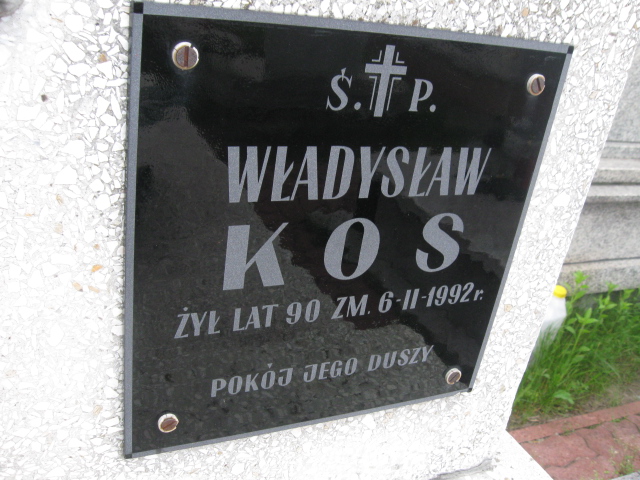 Ś. P.
WŁADYSŁAW
KOS
ŻYŁ LAT 90 ZM. 6-II-1992 r.
POKÓJ JEGO DUSZY